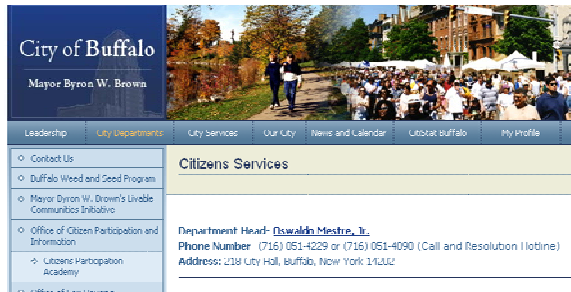 City of Buffalo
Mayor Byron W. Brown
Leadership City Departments City Services Our City News and Calendar CitiStat Buffalo My Profile
Contact Us
Buffalo Weed and Seed Program
Mayor Byron W. Brown's Livable
Communities Initiative
Office of Citizen Participation and
Information
Citizens Participation
Academy
Citizens Services
Department Head- Oswaldo Mestre, Jr.
Phone Number (716) 851-4229 or (716) 851-4890 (Call and Resolution Hotline)
Address: 218 City Hall, Buffalo, New York 14202